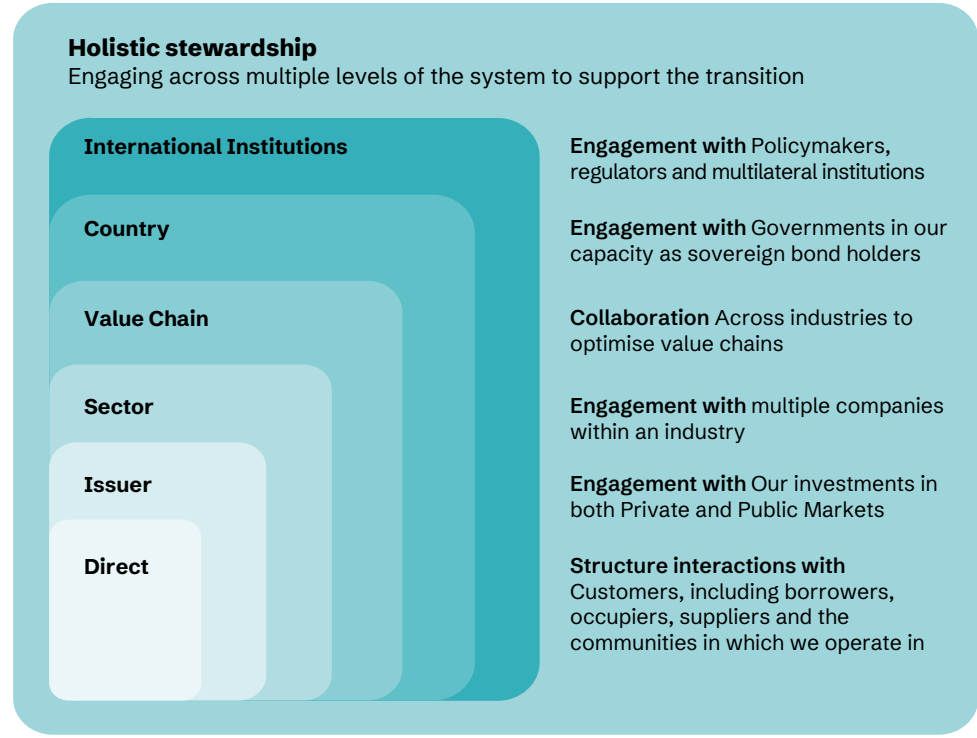 Holistic stewardship
Engaging across multiple levels of the system to support the transition
International Institutions
Engagement with Policymakers,
regulators and multilateral institutions
Country
Engagement with Governments in our
capacity as sovereign bond holders
Value Chain
Collaboration Across industries to
optimise value chains
Sector
Engagement with multiple companies
within an industry
Issuer
Engagement with Our investments in
both Private and Public Markets
Direct
Structure interactions with
Customers, including borrowers,
occupiers, suppliers and the
communities in which we operate in